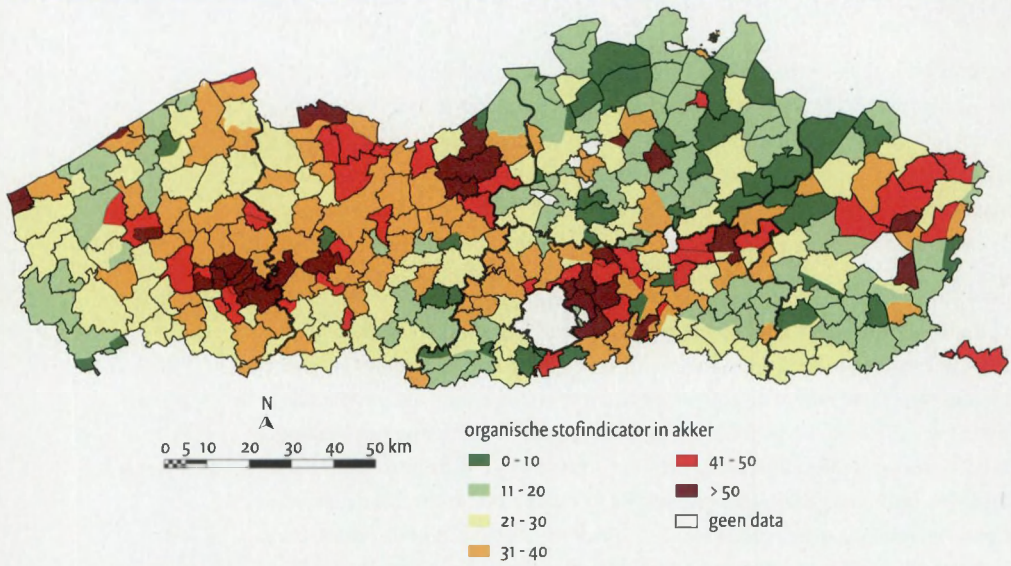 N
0 5 10 20 30 40 50 km
organische stofindicator in akker
0 - 10
11 - 20
21 - 30
31 - 40
41 - 50
> 50
geen data